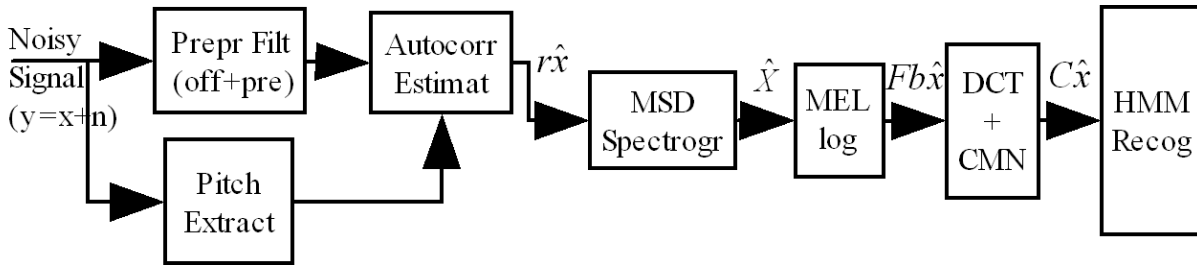 Noisy
Signal
(y=x+n)
Prepr Filt
(off+pre)
Pitch
Extract
Autocorr
Estimat
rx̂
MSD
Spectrogr
X̂
MEL
log
Fbx̂
DCT
+
CMN
Cx̂
HMM
Recog